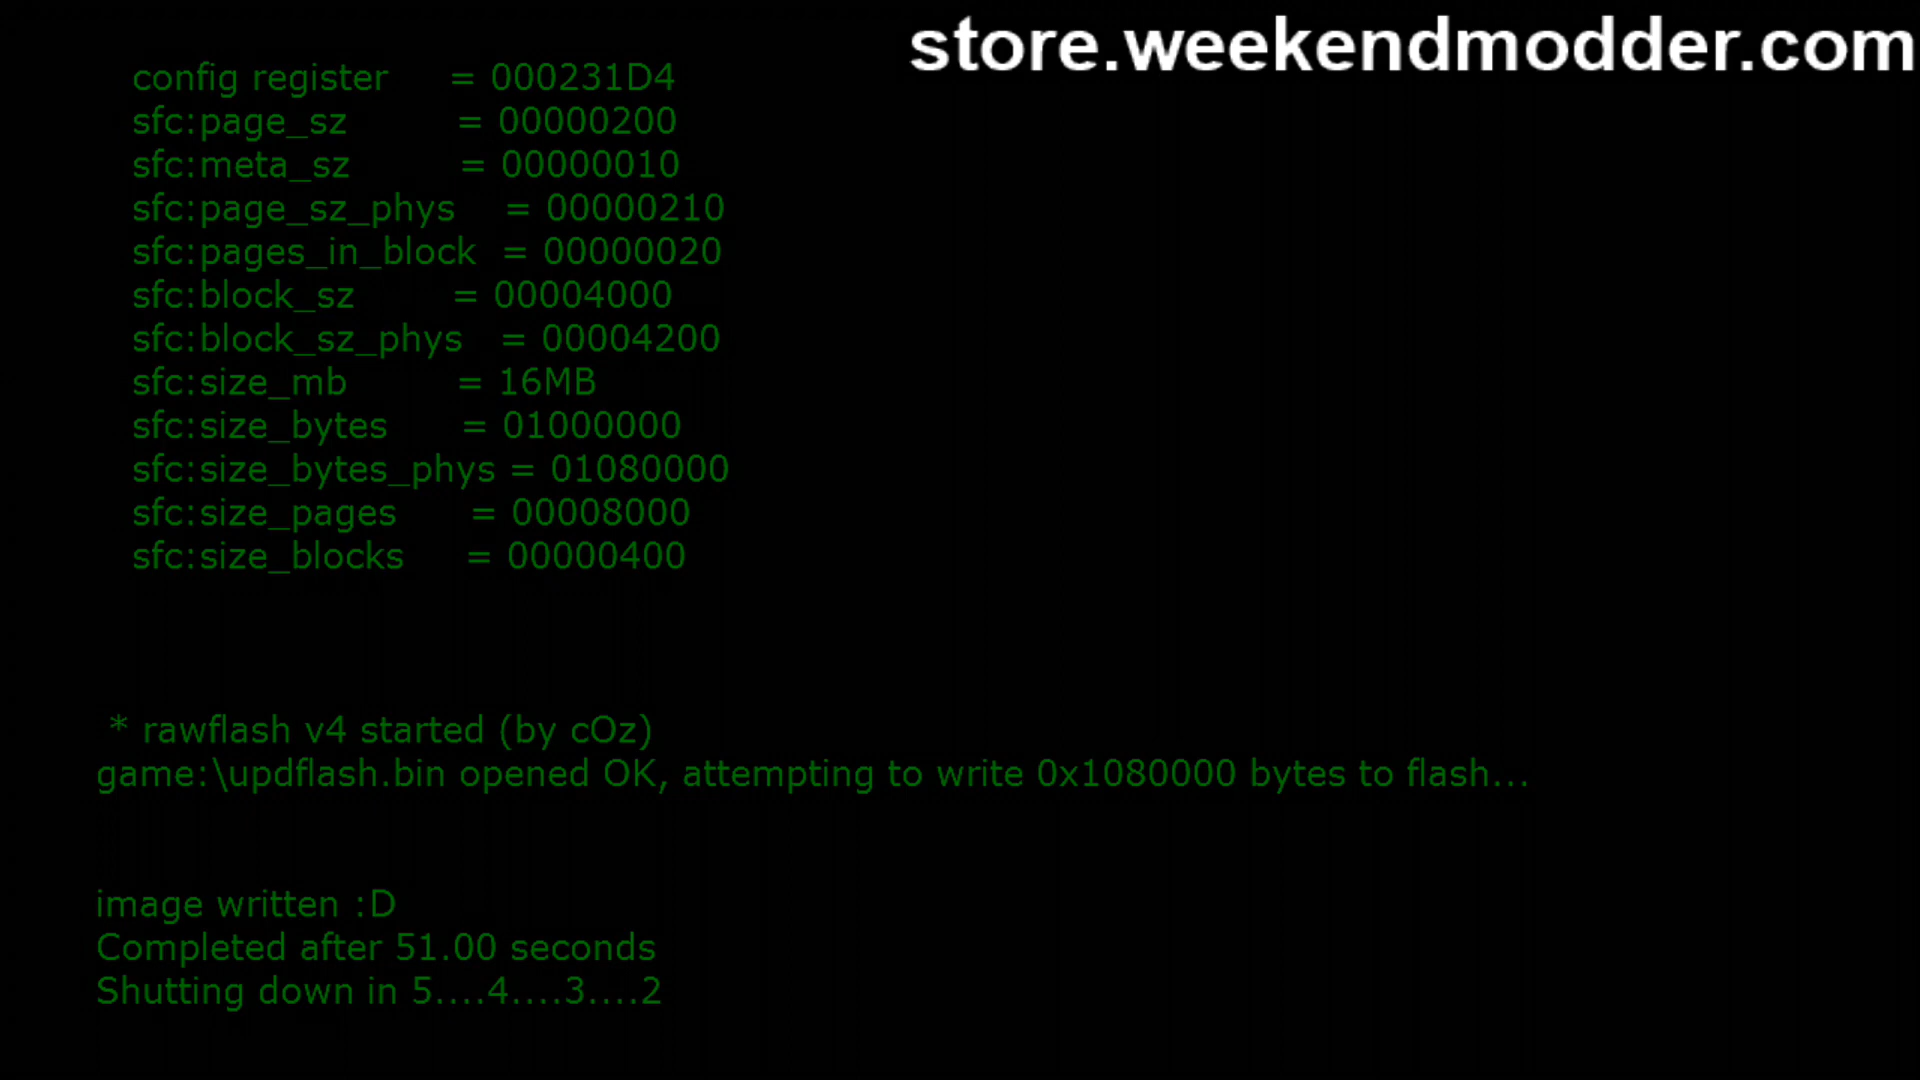 store.weekendmodder.com
config register = 000231D4
sfc:page_sz = 00000200
sfc:meta_sz = 00000010
sfc:page_sz_phys = 00000210
sfc:pages_in_block = 00000020
sfc:block_sz = 00004000
sfc:block_sz_phys = 00004200
sfc:size_mb = 16MB
sfc:size_bytes = 01000000
sfc:size_bytes_phys = 01080000
sfc:size_pages = 00008000
sfc:size_blocks = 00000400
* rawflash v4 started (by cOz)
game:\updflash.bin opened OK, attempting to write 0x1080000 bytes to flash...
image written :D
Completed after 51.00 seconds
Shutting down in 5....4....3....2